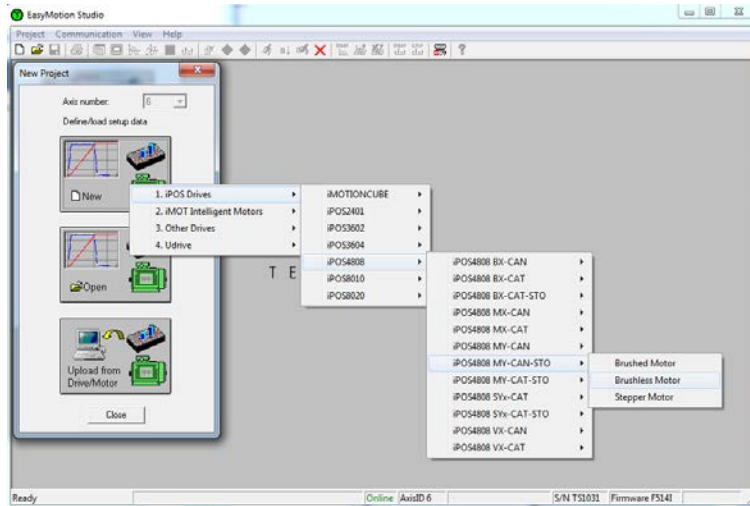 EasyMotion Studio
Project Communication View Help
New Project
Axis number: 6
Define/load setup data
New
Open
Upload from
Drive/Motor
Close
1. iPOS Drives
2. iMOT Intelligent Motors
3. Other Drives
4. Udrive
iMOTIONCUBE
iPOS2401
iPOS3602
iPOS3604
iPOS4808
iPOS8010
iPOS8020
iPOS4808 BX-CAN
iPOS4808 BX-CAT
iPOS4808 BX-CAT-STO
iPOS4808 MX-CAN
iPOS4808 MX-CAT
iPOS4808 MY-CAN
iPOS4808 MY-CAN-STO
iPOS4808 MY-CAT-STO
iPOS4808 SYx-CAT
iPOS4808 SYx-CAT-STO
iPOS4808 VX-CAN
iPOS4808 VX-CAT
Brushed Motor
Brushless Motor
Stepper Motor
T E
Ready Online AxisID 6 S/N TS1031 Firmware F514I